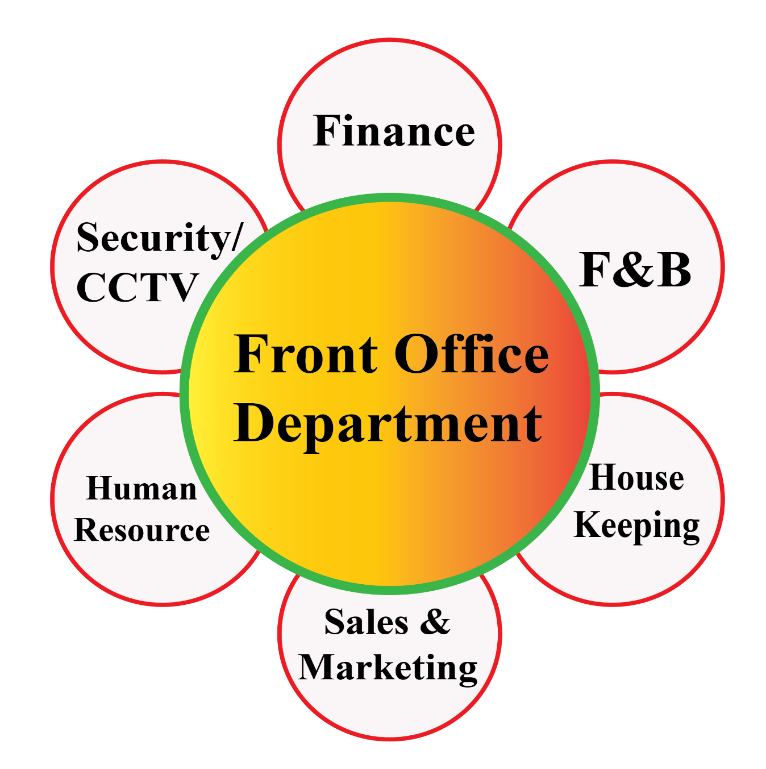 Finance
Security/
CCTV
F&B
Front Office
Department
Human
Resource
House
Keeping
Sales &
Marketing